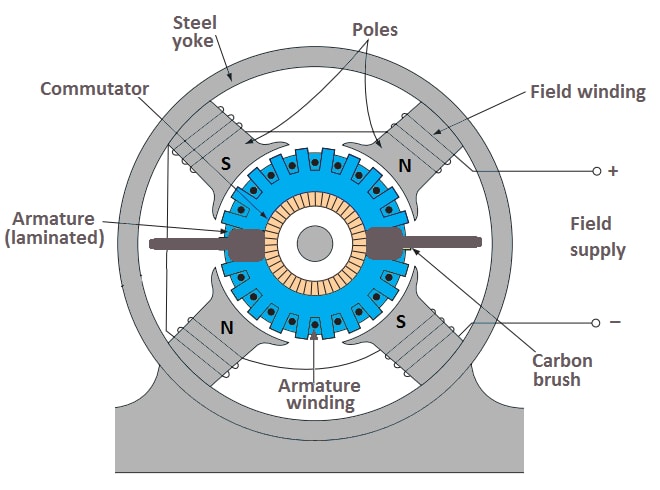 Steel
yoke
Poles
Commutator
Field winding
S
N
+
Armature
(laminated)
Field
supply
N
S
−
Carbon
brush
Armature
winding